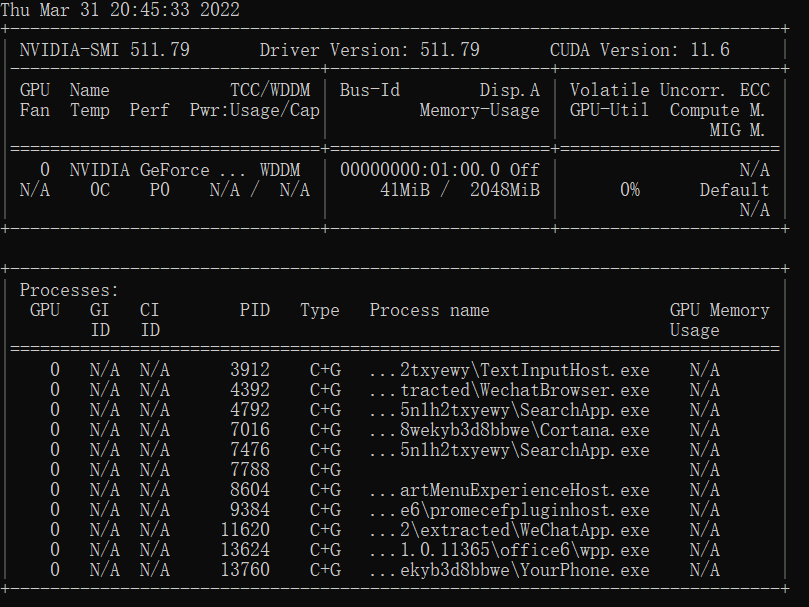 Thu Mar 31 20:45:33 2022
NVIDIA-SMI 511.79 Driver Version: 511.79 CUDA Version: 11.6
GPU Name TCC/WDDM Bus-Id Disp.A Volatile Uncorr. ECC
Fan Temp Perf Pwr:Usage/Cap Memory-Usage GPU-Util Compute M.
MIG M.
0 NVIDIA GeForce ... WDDM 00000000:01:00.0 Off N/A
N/A 0C P0 N/A / N/A 41MiB / 2048MiB 0% Default
N/A
Processes:
GPU GI CI PID Type Process name GPU Memory
ID ID Usage
0 N/A N/A 3912 C+G ...2txyewy\TextInputHost.exe N/A
0 N/A N/A 4392 C+G ...tracted\WechatBrowser.exe N/A
0 N/A N/A 4792 C+G ...5nlh2txyewy\SearchApp.exe N/A
0 N/A N/A 7016 C+G ...8wekyb3d8bbwe\Cortana.exe N/A
0 N/A N/A 7476 C+G ...5nlh2txyewy\SearchApp.exe N/A
0 N/A N/A 7788 C+G N/A
0 N/A N/A 8604 C+G ...artMenuExperienceHost.exe N/A
0 N/A N/A 9384 C+G ...e6\promecefpluginhost.exe N/A
0 N/A N/A 11620 C+G ...2\extracted\WeChatApp.exe N/A
0 N/A N/A 13624 C+G ...1.0.11365\office6\wpp.exe N/A
0 N/A N/A 13760 C+G ...ekyb3d8bbwe\YourPhone.exe N/A